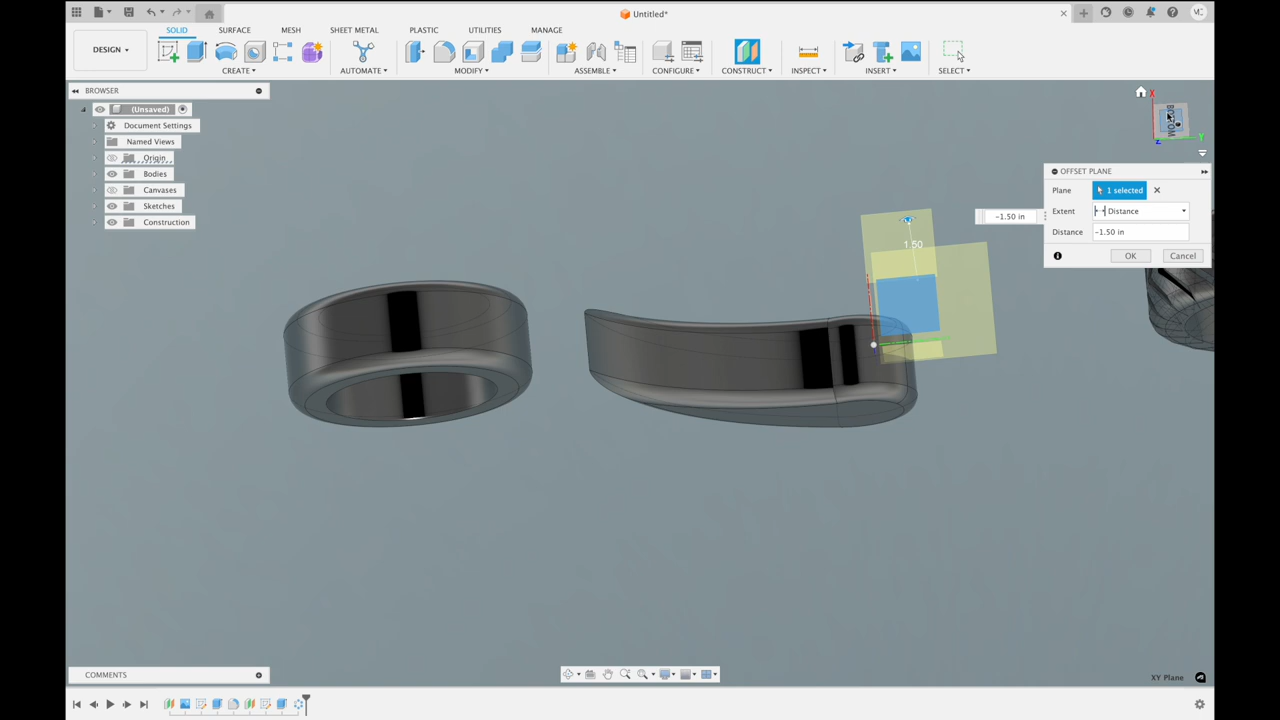 Untitled*
MC
DESIGN
SOLID
SURFACE
MESH
SHEET METAL
PLASTIC
UTILITIES
MANAGE
CREATE
AUTOMATE
MODIFY
ASSEMBLE
CONFIGURE
CONSTRUCT
INSPECT
INSERT
SELECT
BROWSER
(Unsaved)
Document Settings
Named Views
Origin
Bodies
Canvases
Sketches
Construction
X
BOTTOM
Y
Z
OFFSET PLANE
Plane
1 selected
Extent
Distance
Distance
-1.50 in
-1.50 in
1.50
OK
Cancel
COMMENTS
XY Plane